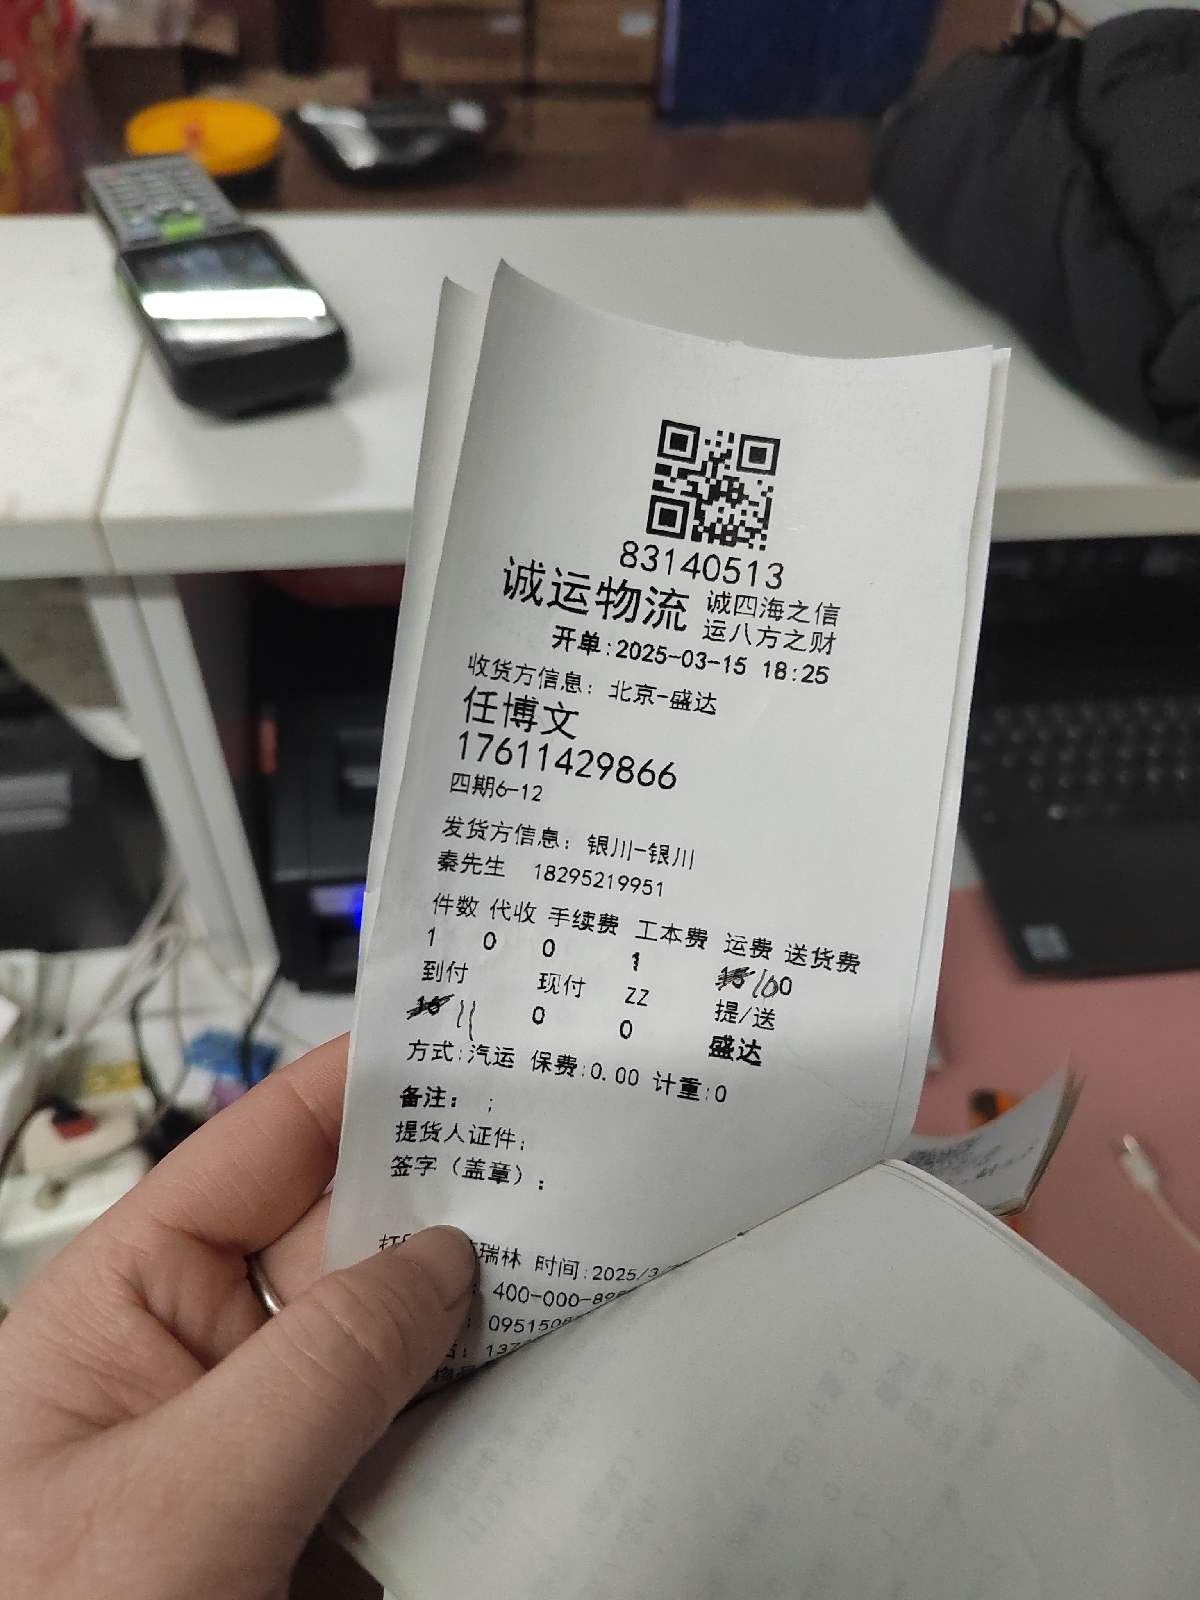 83140513
诚运物流 诚四海之信
运八方之财
开单:2025-03-15 18:25
收货方信息: 北京-盛达
任博文
17611429866
四期6-12
发货方信息: 银川-银川
秦先生 18295219951
件数 代收 手续费 工本费 运费 送货费
1 0 0 1 10 0
到付 现付 ZZ 提/送
11 0 0 盛达
方式:汽运 保费:0.00 计重:0
备注: ;
提货人证件:
签字（盖章）:
瑞林 时间:2025/3/
400-000-89
: 095150
: 137